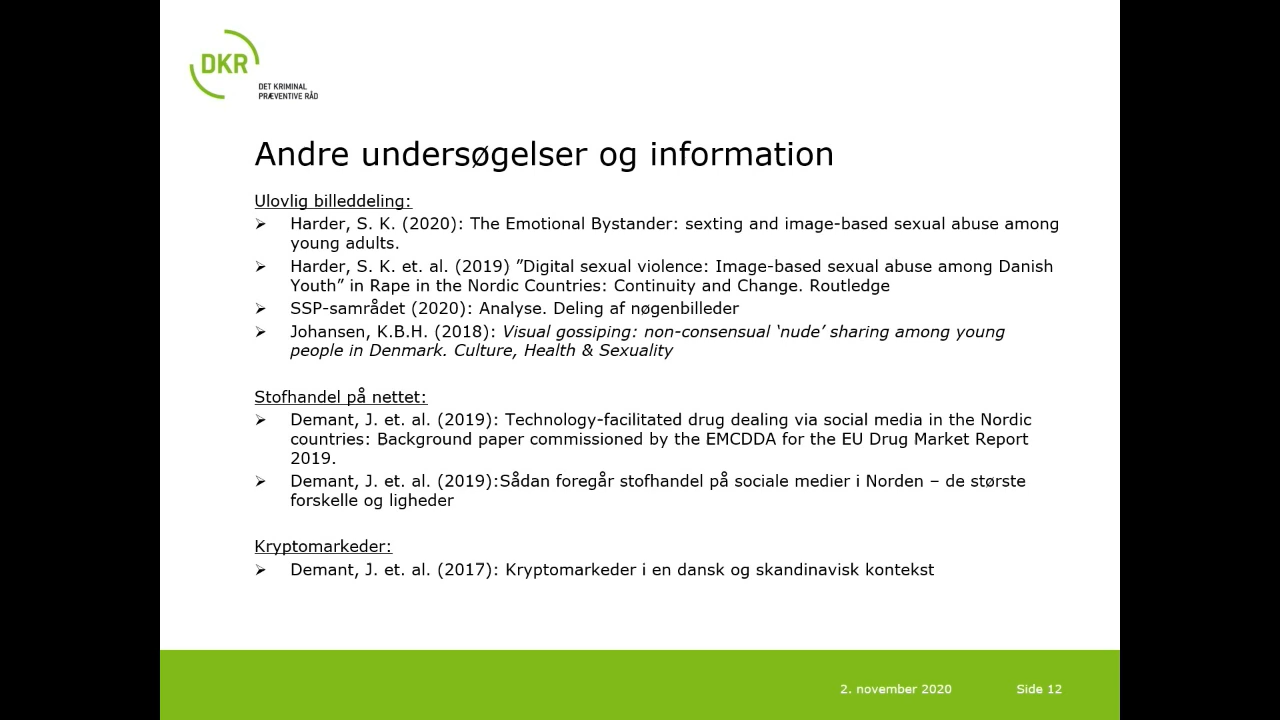 DKR
DET KRIMINAL
PRÆVENTIVE RÅD
Andre undersøgelser og information
Ulovlig billeddeling:
➢ Harder, S. K. (2020): The Emotional Bystander: sexting and image-based sexual abuse among
young adults.
➢ Harder, S. K. et. al. (2019) ”Digital sexual violence: Image-based sexual abuse among Danish
Youth” in Rape in the Nordic Countries: Continuity and Change. Routledge
➢ SSP-samrådet (2020): Analyse. Deling af nøgenbilleder
➢ Johansen, K.B.H. (2018): Visual gossiping: non-consensual ‘nude’ sharing among young
people in Denmark. Culture, Health & Sexuality
Stofhandel på nettet:
➢ Demant, J. et. al. (2019): Technology-facilitated drug dealing via social media in the Nordic
countries: Background paper commissioned by the EMCDDA for the EU Drug Market Report
2019.
➢ Demant, J. et. al. (2019):Sådan foregår stofhandel på sociale medier i Norden – de største
forskelle og ligheder
Kryptomarkeder:
➢ Demant, J. et. al. (2017): Kryptomarkeder i en dansk og skandinavisk kontekst
2. november 2020 Side 12